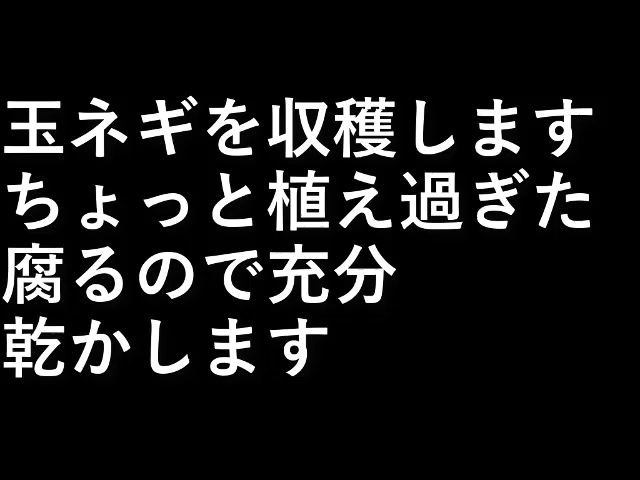 玉ネギを収穫します
ちょっと植え過ぎた
腐るので充分
乾かします